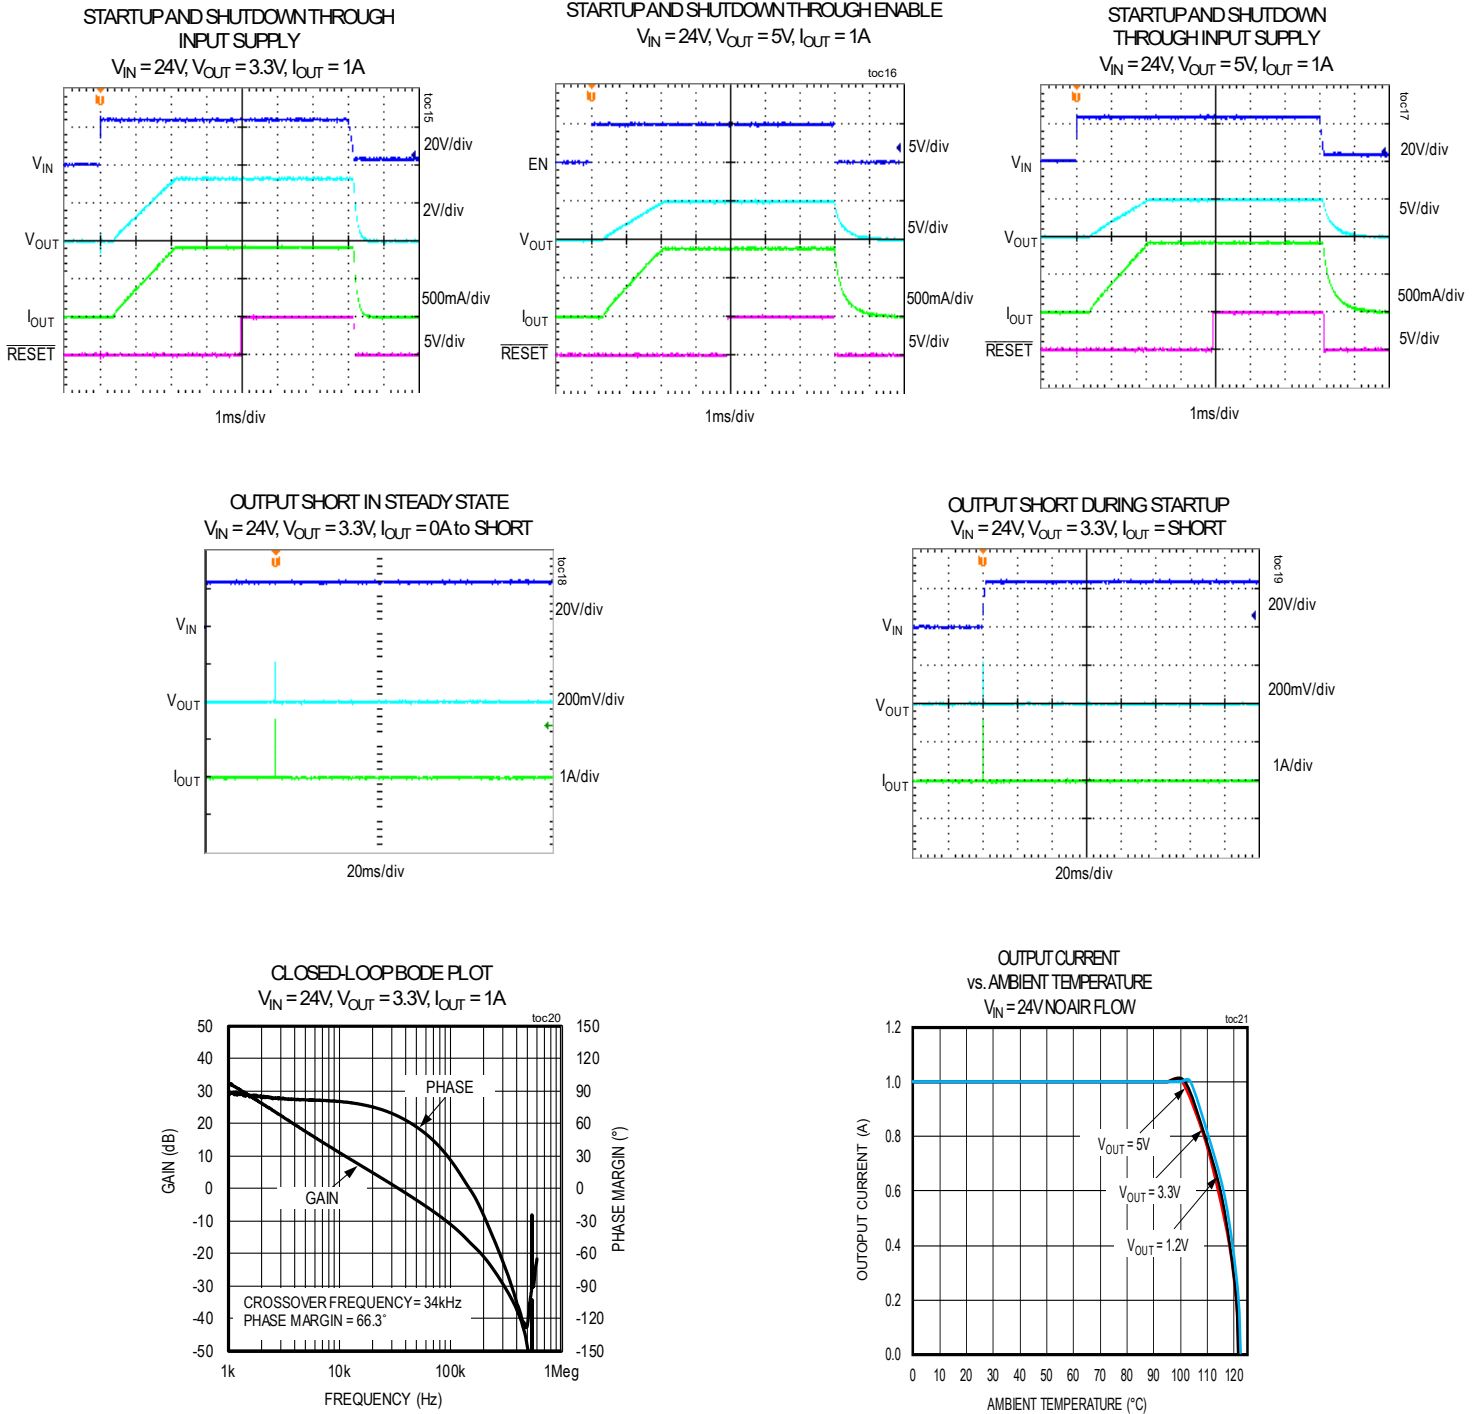 STARTUP AND SHUTDOWN THROUGH
INPUT SUPPLY
VIN = 24V, VOUT = 3.3V, IOUT = 1A
toc15
VIN
20V/div
2V/div
VOUT
500mA/div
IOUT
RESET
5V/div
1ms/div
STARTUP AND SHUTDOWN THROUGH ENABLE
VIN = 24V, VOUT = 5V, IOUT = 1A
toc16
EN
5V/div
VOUT
5V/div
500mA/div
IOUT
RESET
5V/div
1ms/div
STARTUP AND SHUTDOWN
THROUGH INPUT SUPPLY
VIN = 24V, VOUT = 5V, IOUT = 1A
toc17
VIN
20V/div
5V/div
VOUT
500mA/div
IOUT
RESET
5V/div
1ms/div
OUTPUT SHORT IN STEADY STATE
VIN = 24V, VOUT = 3.3V, IOUT = 0A to SHORT
toc18
20V/div
VIN
VOUT
200mV/div
IOUT
1A/div
20ms/div
OUTPUT SHORT DURING STARTUP
VIN = 24V, VOUT = 3.3V, IOUT = SHORT
toc19
20V/div
VIN
200mV/div
VOUT
1A/div
IOUT
20ms/div
CLOSED-LOOP BODE PLOT
VIN = 24V, VOUT = 3.3V, IOUT = 1A
toc20
50 150
40 120
30 90
20 60
10 30
0 0
-10 -30
-20 -60
-30 -90
-40 -120
-50 -150
GAIN (dB)
PHASE MARGIN (°)
PHASE
GAIN
CROSSOVER FREQUENCY = 34kHz
PHASE MARGIN = 66.3°
1k 10k 100k 1Meg
FREQUENCY (Hz)
OUTPUT CURRENT
vs. AMBIENT TEMPERATURE
VIN = 24V NO AIR FLOW
toc21
1.2
1.0
0.8
0.6
0.4
0.2
0.0
OUTOPUT CURRENT (A)
VOUT = 5V
VOUT = 3.3V
VOUT = 1.2V
0 10 20 30 40 50 60 70 80 90 100 110 120
AMBIENT TEMPERATURE (°C)